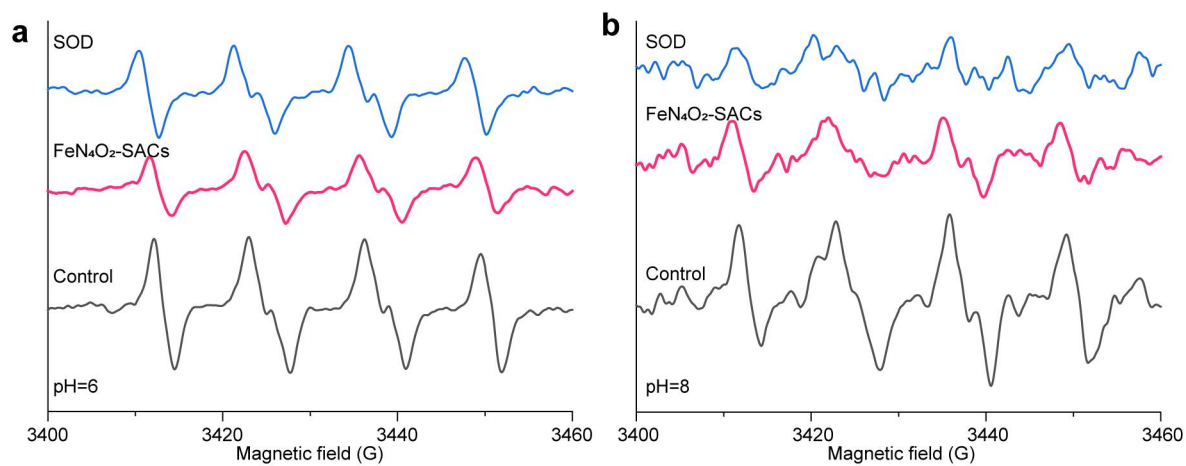 a
SOD
FeN₄O₂-SACs
Control
pH=6
3400 3420 3440 3460
Magnetic field (G)
b
SOD
FeN₄O₂-SACs
Control
pH=8
3400 3420 3440 3460
Magnetic field (G)